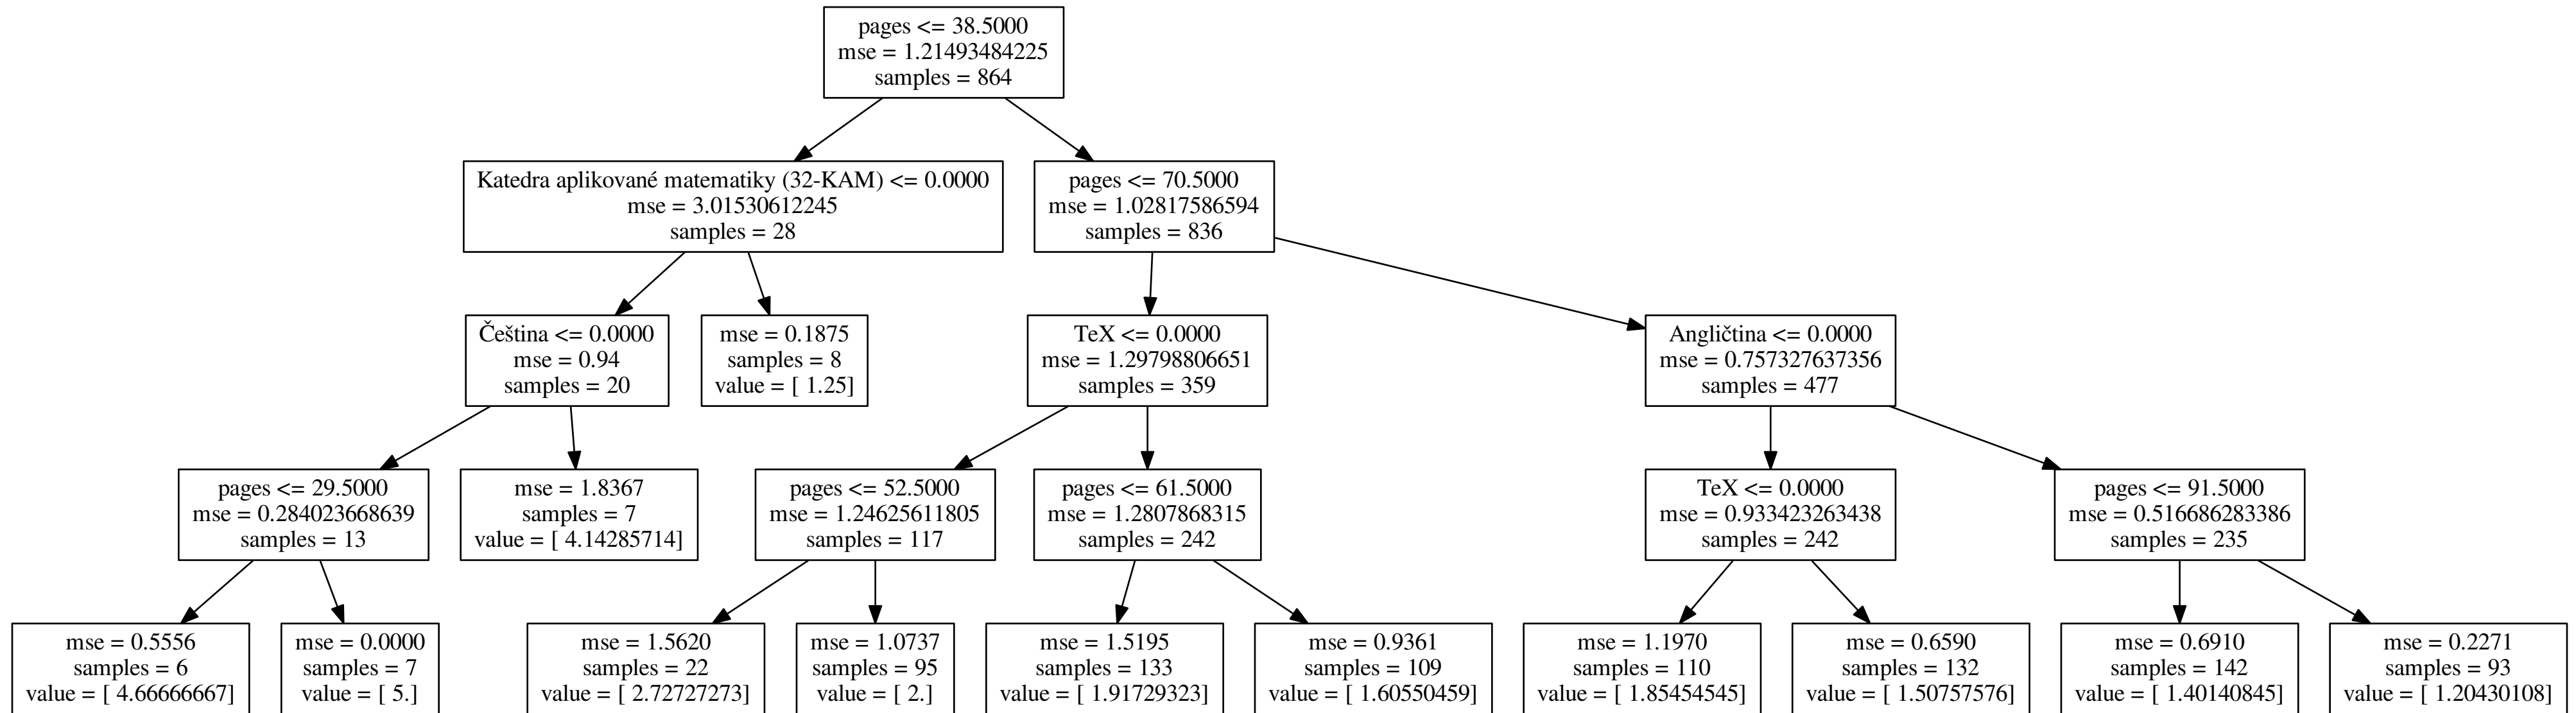 pages <= 38.5000
mse = 1.21493484225
samples = 864
Katedra aplikované matematiky (32-KAM) <= 0.0000
mse = 3.01530612245
samples = 28
pages <= 70.5000
mse = 1.02817586594
samples = 836
Čeština <= 0.0000
mse = 0.94
samples = 20
mse = 0.1875
samples = 8
value = [ 1.25]
TeX <= 0.0000
mse = 1.29798806651
samples = 359
Angličtina <= 0.0000
mse = 0.757327637356
samples = 477
pages <= 29.5000
mse = 0.284023668639
samples = 13
mse = 1.8367
samples = 7
value = [ 4.14285714]
pages <= 52.5000
mse = 1.24625611805
samples = 117
pages <= 61.5000
mse = 1.2807868315
samples = 242
TeX <= 0.0000
mse = 0.933423263438
samples = 242
pages <= 91.5000
mse = 0.516686283386
samples = 235
mse = 0.5556
samples = 6
value = [ 4.66666667]
mse = 0.0000
samples = 7
value = [ 5.]
mse = 1.5620
samples = 22
value = [ 2.72727273]
mse = 1.0737
samples = 95
value = [ 2.]
mse = 1.5195
samples = 133
value = [ 1.91729323]
mse = 0.9361
samples = 109
value = [ 1.60550459]
mse = 1.1970
samples = 110
value = [ 1.85454545]
mse = 0.6590
samples = 132
value = [ 1.50757576]
mse = 0.6910
samples = 142
value = [ 1.40140845]
mse = 0.2271
samples = 93
value = [ 1.20430108]